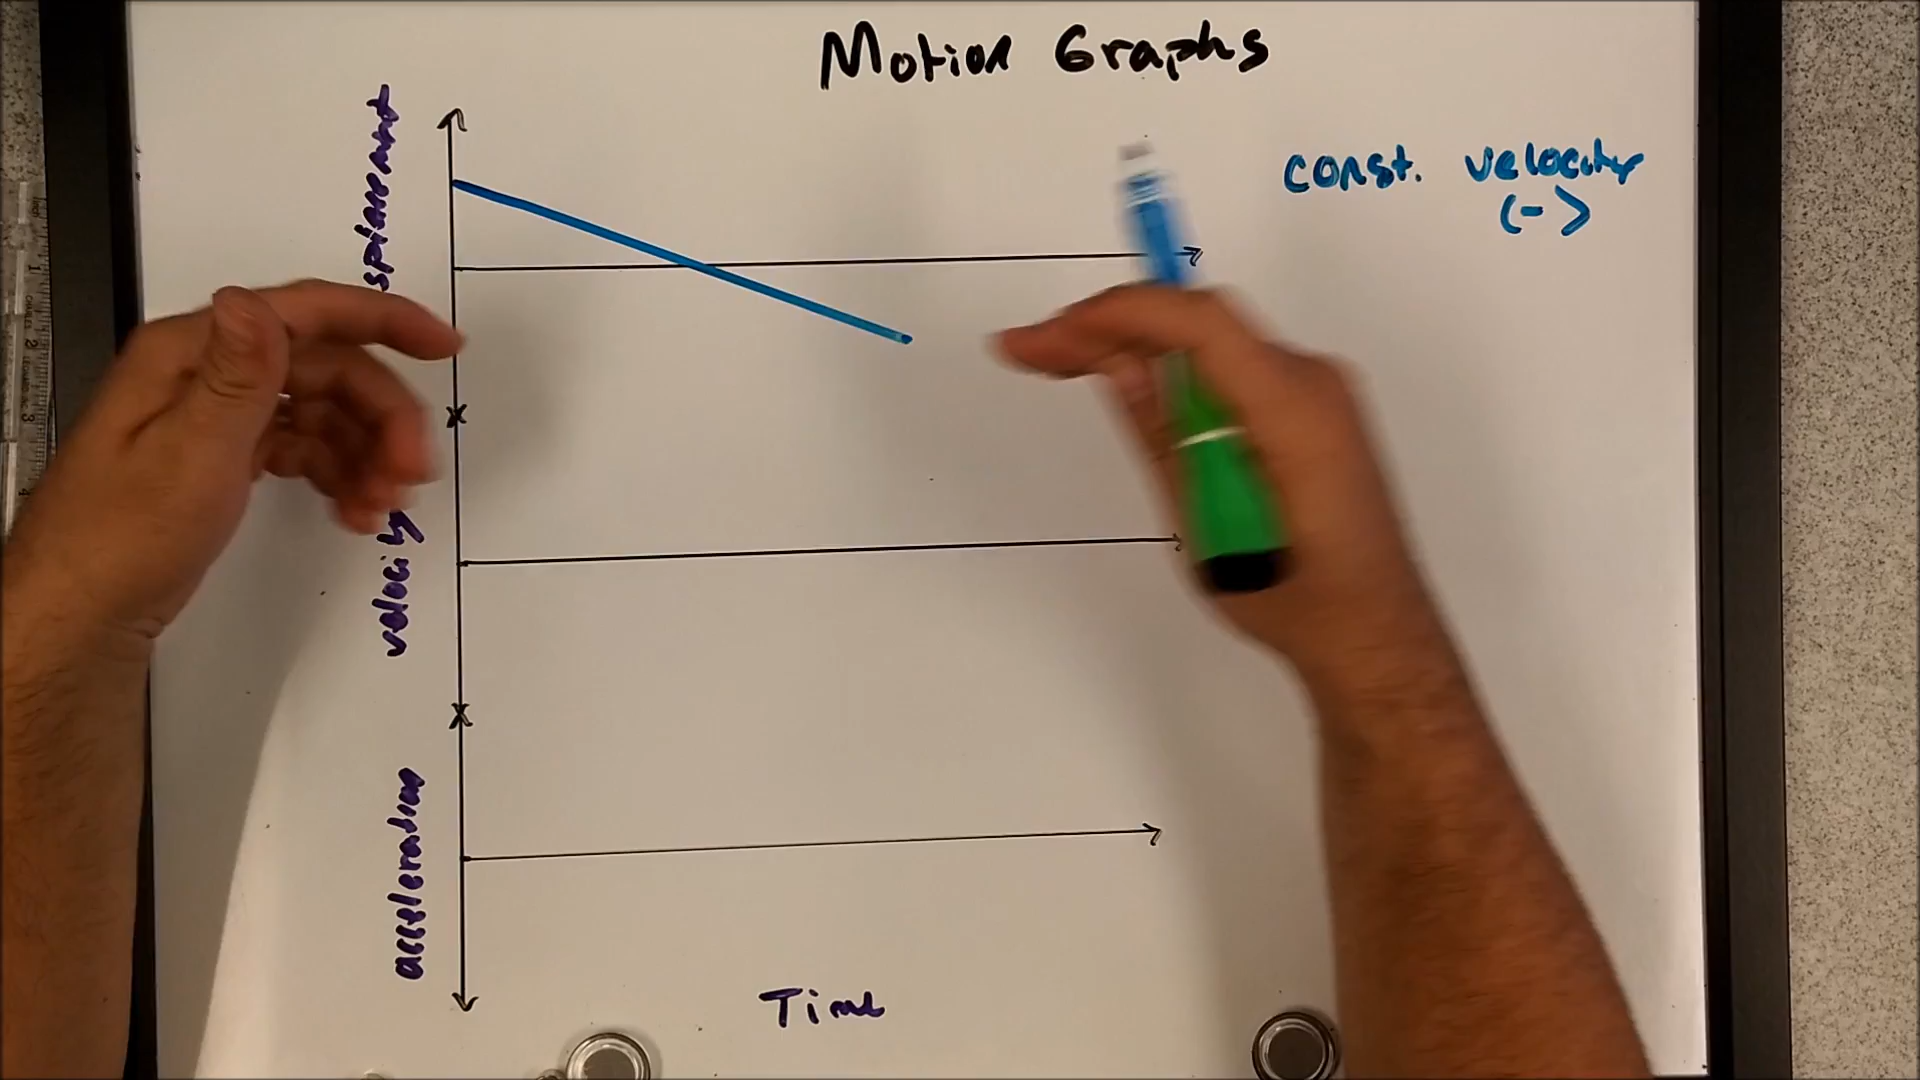 Motion Graphs
const. velocity
(-)
velocity
acceleration
Time